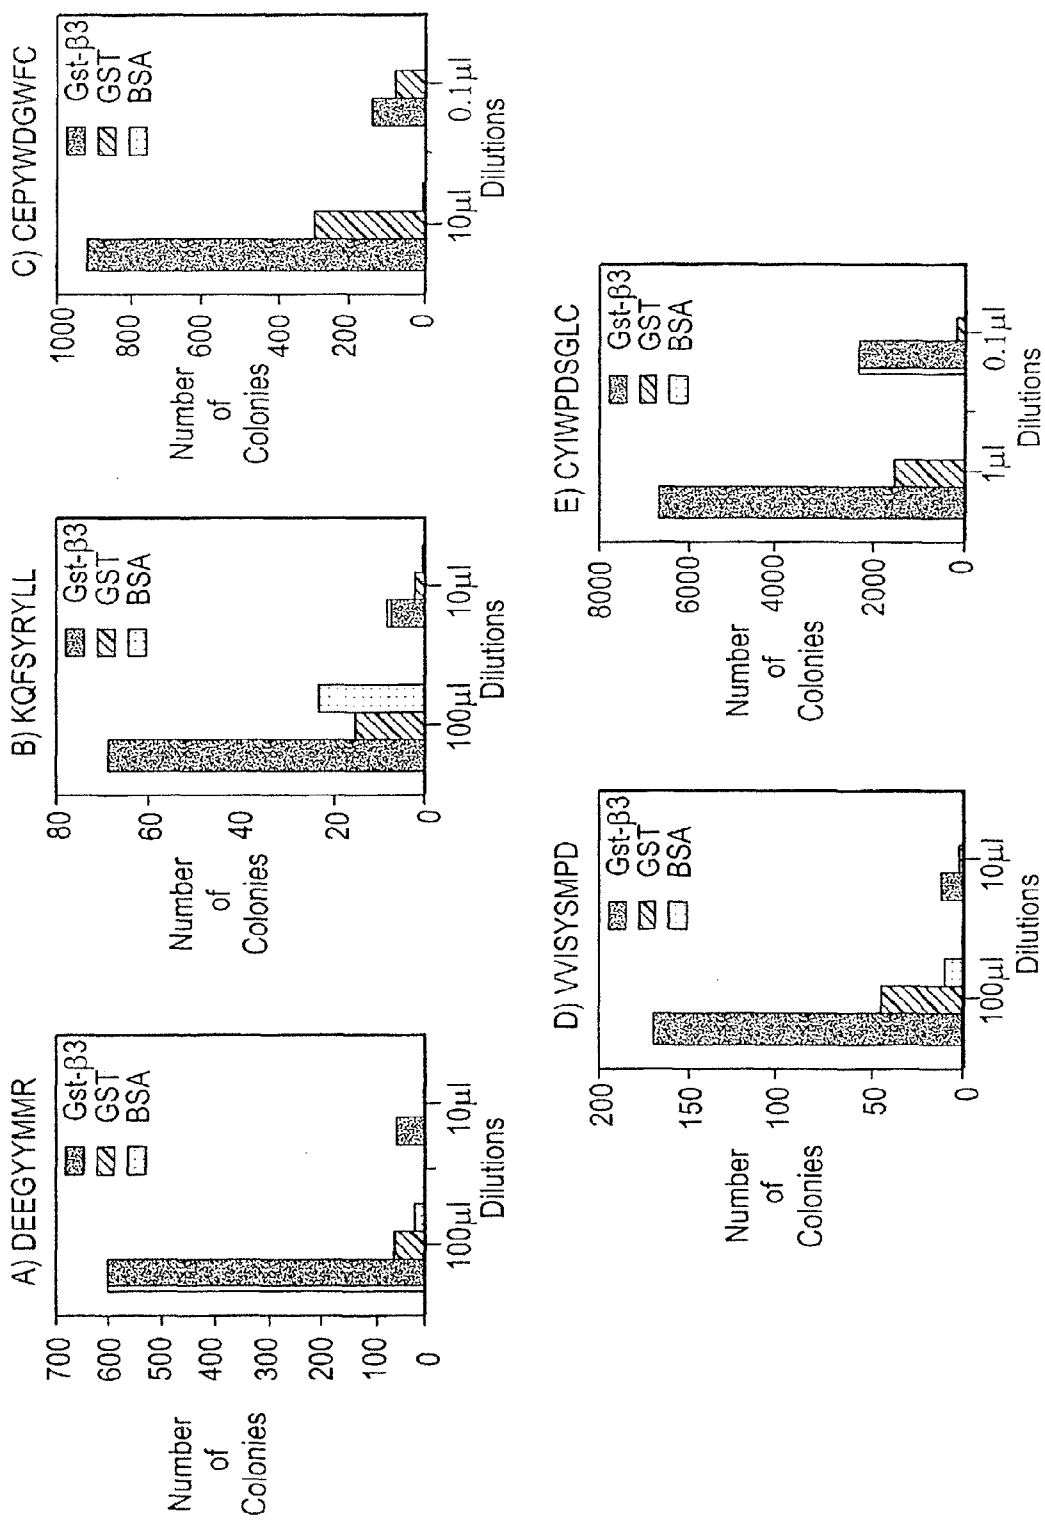 A) DEEGYYMMR
Number
of
Colonies
700
600
500
400
300
200
100
0
Gst-β3
GST
BSA
100μl
10μl
Dilutions
B) KQFSYRYLL
Number
of
Colonies
80
60
40
20
0
Gst-β3
GST
BSA
100μl
10μl
Dilutions
C) CEPYWDGWFC
Number
of
Colonies
1000
800
600
400
200
0
Gst-β3
GST
BSA
10μl
0.1μl
Dilutions
D) VVISYSMPD
Number
of
Colonies
200
150
100
50
0
Gst-β3
GST
BSA
100μl
10μl
Dilutions
E) CYIWPDSGLC
Number
of
Colonies
8000
6000
4000
2000
0
Gst-β3
GST
BSA
1μl
0.1μl
Dilutions